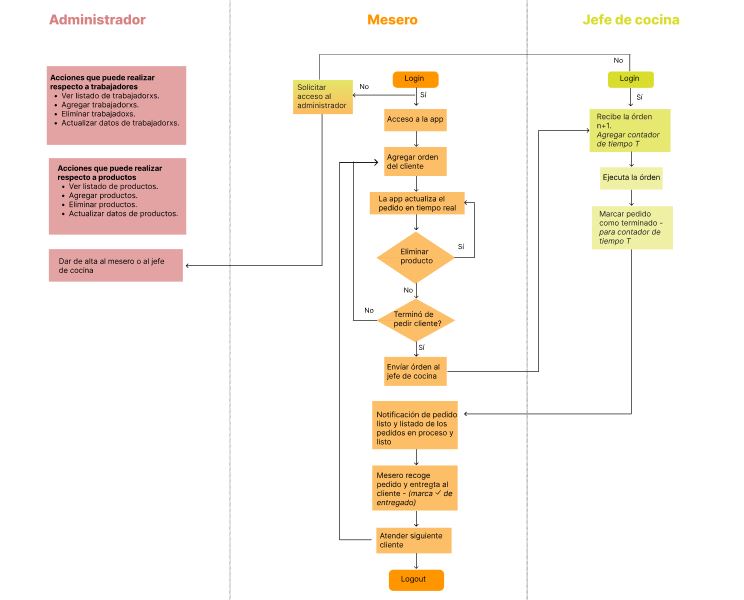 Administrador
Mesero
Jefe de cocina
Acciones que puede realizar
respecto a trabajadores
• Ver listado de trabajadorxs.
• Agregar trabajadorxs.
• Eliminar trabajadoxs.
• Actualizar datos de trabajadorxs.
Acciones que puede realizar
respecto a productos
• Ver listado de productos.
• Agregar productos.
• Eliminar productos.
• Actualizar datos de productos.
Dar de alta al mesero o al jefe
de cocina
Solicitar
acceso al
administrador
No
Login
Sí
Acceso a la app
Agregar orden
del cliente
La app actualiza el
pedido en tiempo real
Sí
Eliminar
producto
No
No
Terminó de
pedir cliente?
Sí
Envíar órden al
jefe de cocina
Notificación de pedido
listo y listado de los
pedidos en proceso y
listo
Mesero recoge
pedido y entregta al
cliente - (marca ✓ de
entregado)
Atender siguiente
cliente
Logout
No
Login
Sí
Recibe la órden
n+1.
Agregar contador
de tiempo T
Ejecuta la órden
Marcar pedido
como terminado -
para contador de
tiempo T